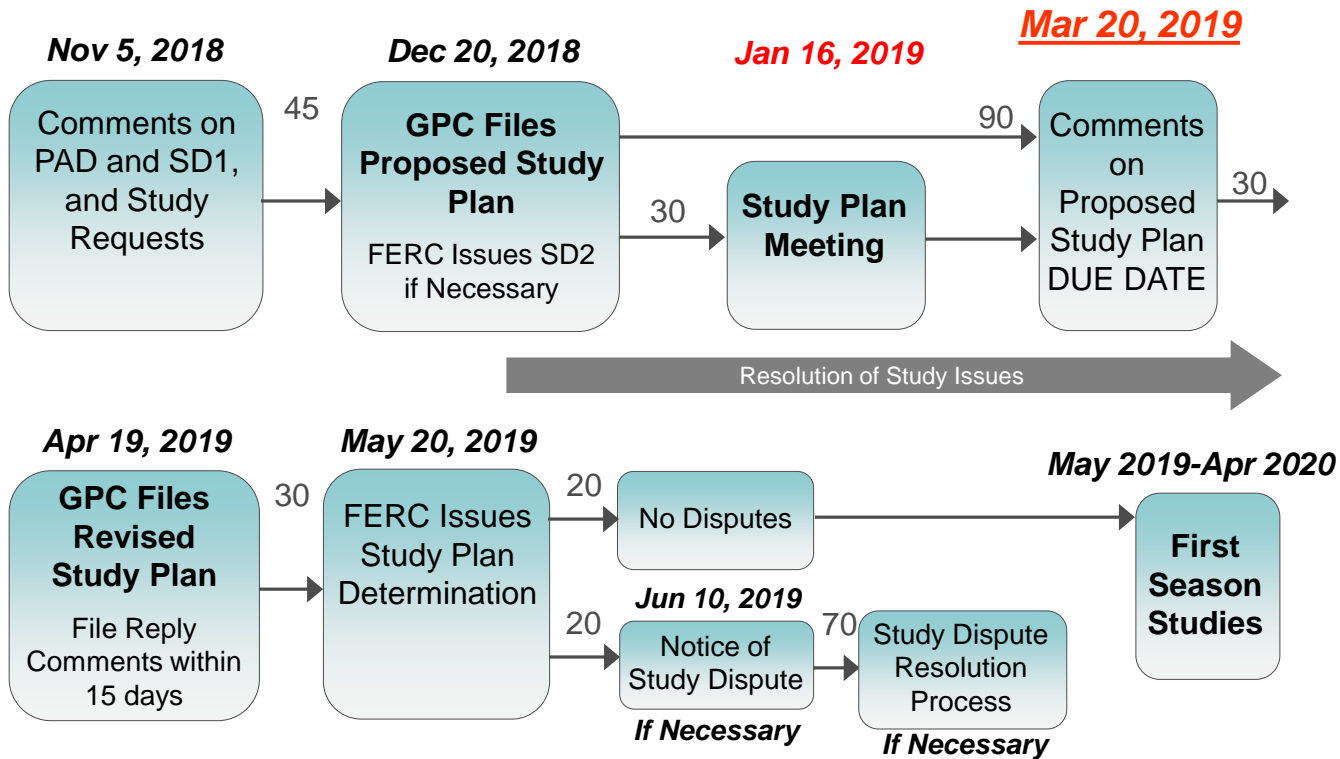 Nov 5, 2018
Dec 20, 2018
Jan 16, 2019
Mar 20, 2019
Comments on
PAD and SD1,
and Study
Requests
45
GPC Files
Proposed Study
Plan
FERC Issues SD2
if Necessary
90
30
Study Plan
Meeting
Comments
on
Proposed
Study Plan
DUE DATE
30
Resolution of Study Issues
Apr 19, 2019
May 20, 2019
May 2019-Apr 2020
GPC Files
Revised
Study Plan
File Reply
Comments within
15 days
30
FERC Issues
Study Plan
Determination
20
No Disputes
First
Season
Studies
Jun 10, 2019
20
Notice of
Study Dispute
If Necessary
70
Study Dispute
Resolution
Process
If Necessary